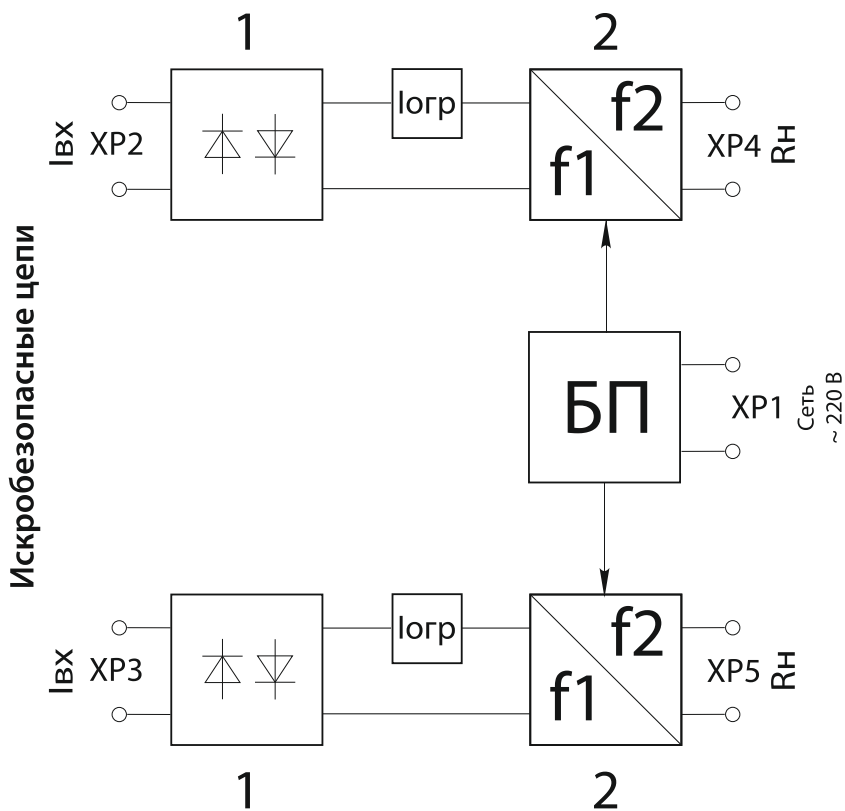 1
2
Iвх
XP2
Iогр
f2
f1
XP4
Rн
Искробезопасные цепи
БП
XP1
Сеть
~ 220 В
Iвх
XP3
Iогр
f2
f1
XP5
Rн
1
2